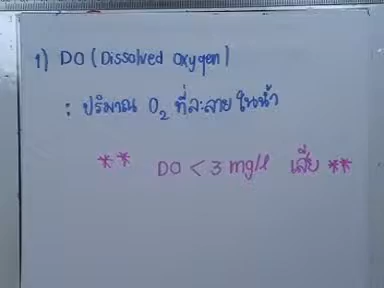 1) DO (Dissolved Oxygen)
: ปริมาณ O₂ ที่ละลายในน้ำ
** DO < 3 mg/l เสีย **